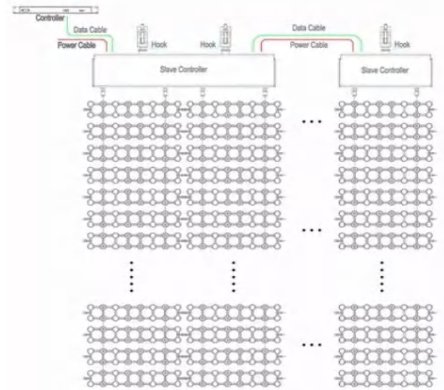 Controller
Data Cable
Power Cable
Hook
Hook
Data Cable
Power Cable
Hook
Slave Controller
Slave Controller